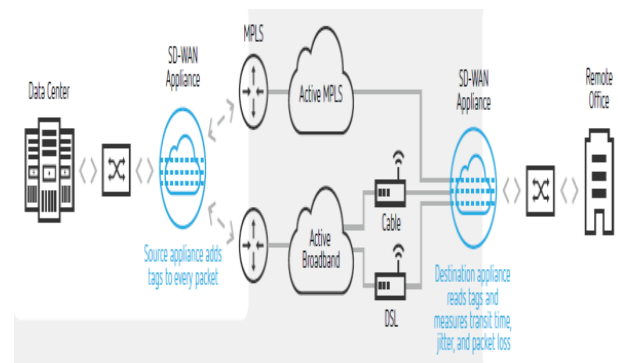 MPLS
SD-WAN
Appliance
Data Center
Active MPLS
SD-WAN
Appliance
Remote
Office
Source appliance adds
tags to every packet
Active
Broadband
Cable
DSL
Destination appliance
reads tags and
measures transit time,
jitter, and packet loss